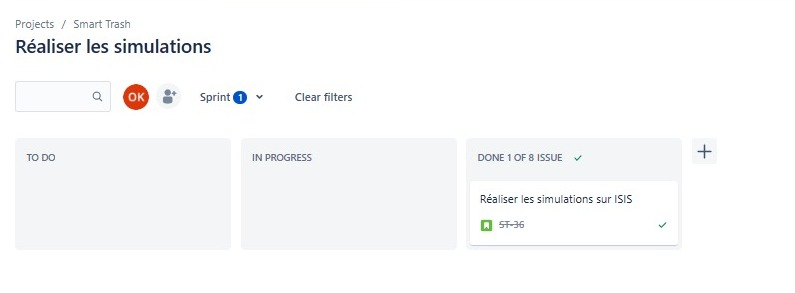 Projects / Smart Trash
Réaliser les simulations
OK Sprint 1 Clear filters
TO DO
IN PROGRESS
DONE 1 OF 8 ISSUE
Réaliser les simulations sur ISIS
ST-36